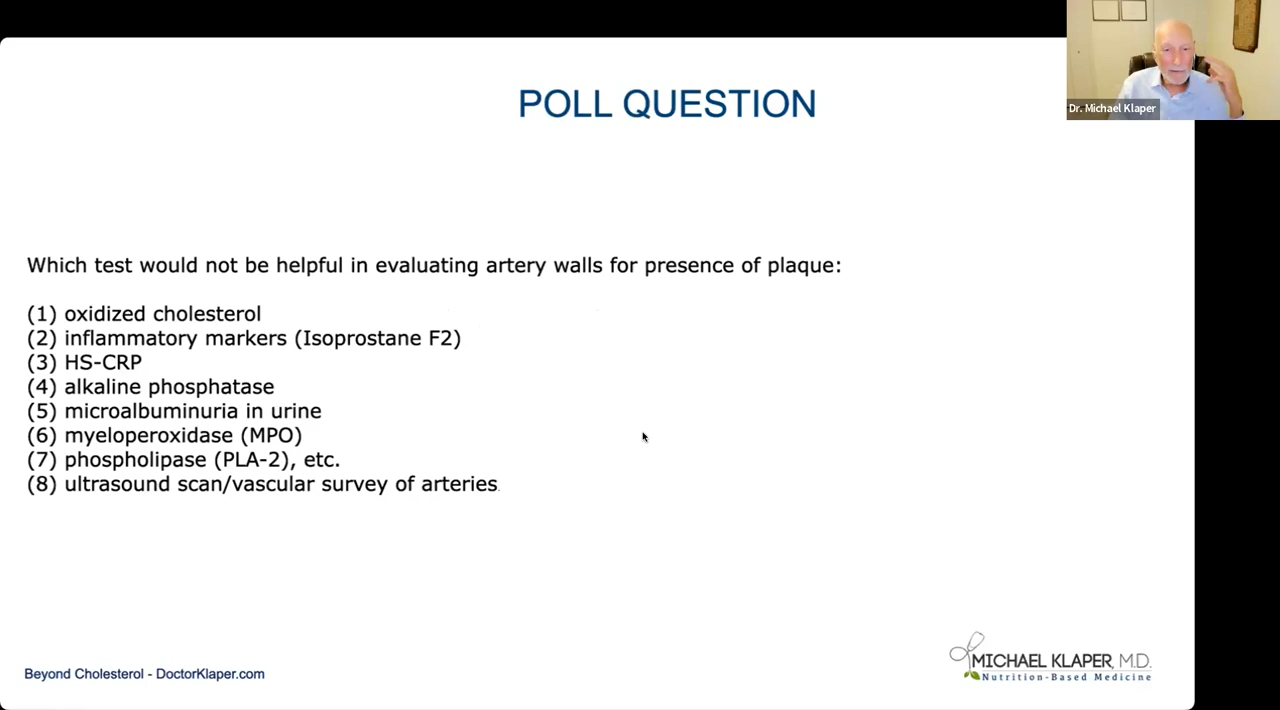 Dr. Michael Klaper
POLL QUESTION
Which test would not be helpful in evaluating artery walls for presence of plaque:
(1) oxidized cholesterol
(2) inflammatory markers (Isoprostane F2)
(3) HS-CRP
(4) alkaline phosphatase
(5) microalbuminuria in urine
(6) myeloperoxidase (MPO)
(7) phospholipase (PLA-2), etc.
(8) ultrasound scan/vascular survey of arteries
Beyond Cholesterol - DoctorKlaper.com
MICHAEL KLAPER, M.D.
Nutrition-Based Medicine